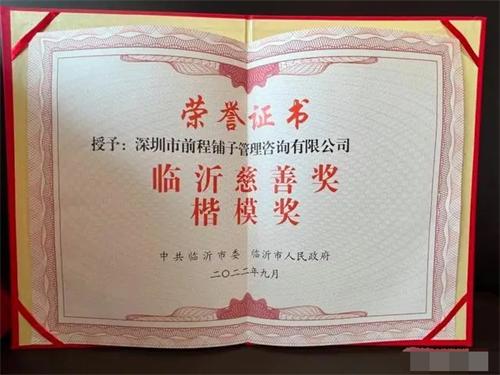 荣誉证书
授予：深圳市前程铺子管理咨询有限公司
临沂慈善奖
楷模奖
中共临沂市委 临沂市人民政府
二〇二二年九月